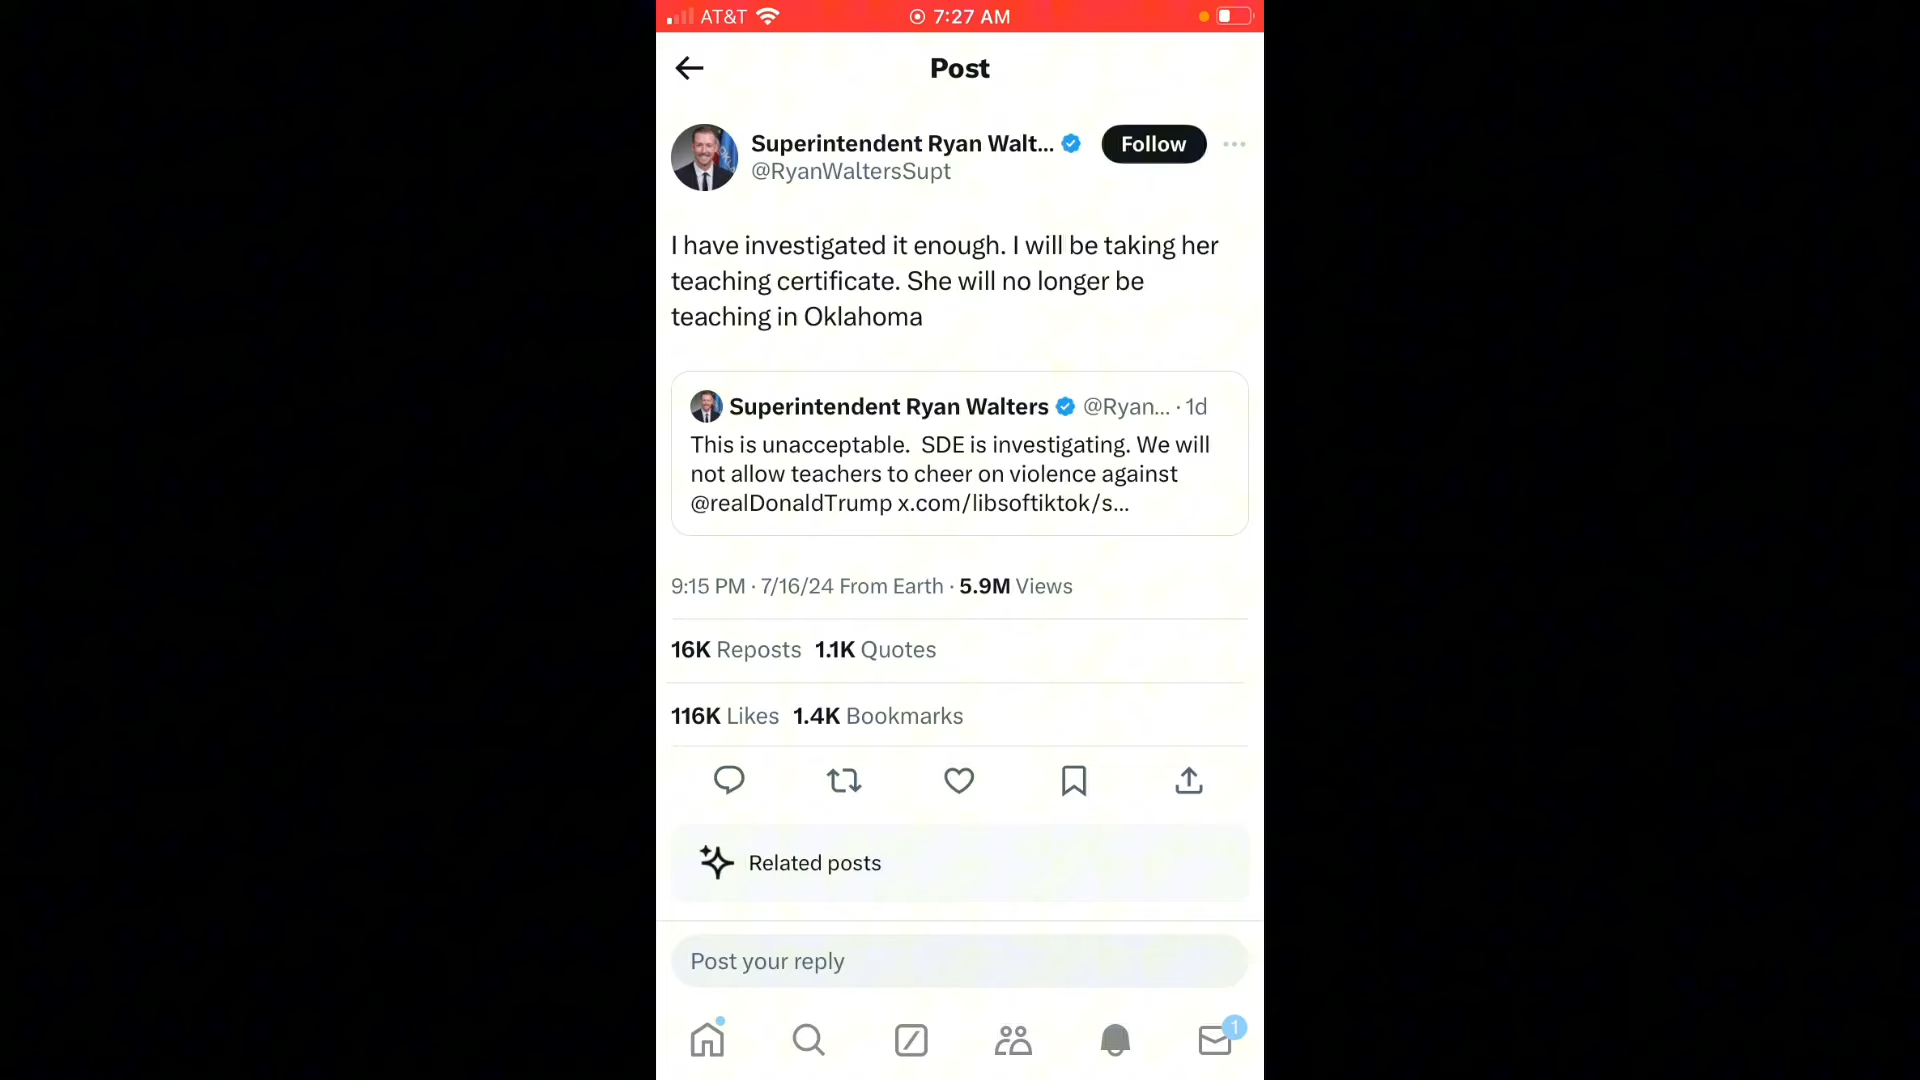 AT&T 7:27 AM
Post
Superintendent Ryan Walt... Follow
@RyanWaltersSupt
I have investigated it enough. I will be taking her
teaching certificate. She will no longer be
teaching in Oklahoma
Superintendent Ryan Walters @Ryan... · 1d
This is unacceptable. SDE is investigating. We will
not allow teachers to cheer on violence against
@realDonaldTrump x.com/libsoftiktok/s...
9:15 PM · 7/16/24 From Earth · 5.9M Views
16K Reposts 1.1K Quotes
116K Likes 1.4K Bookmarks
Related posts
Post your reply
1